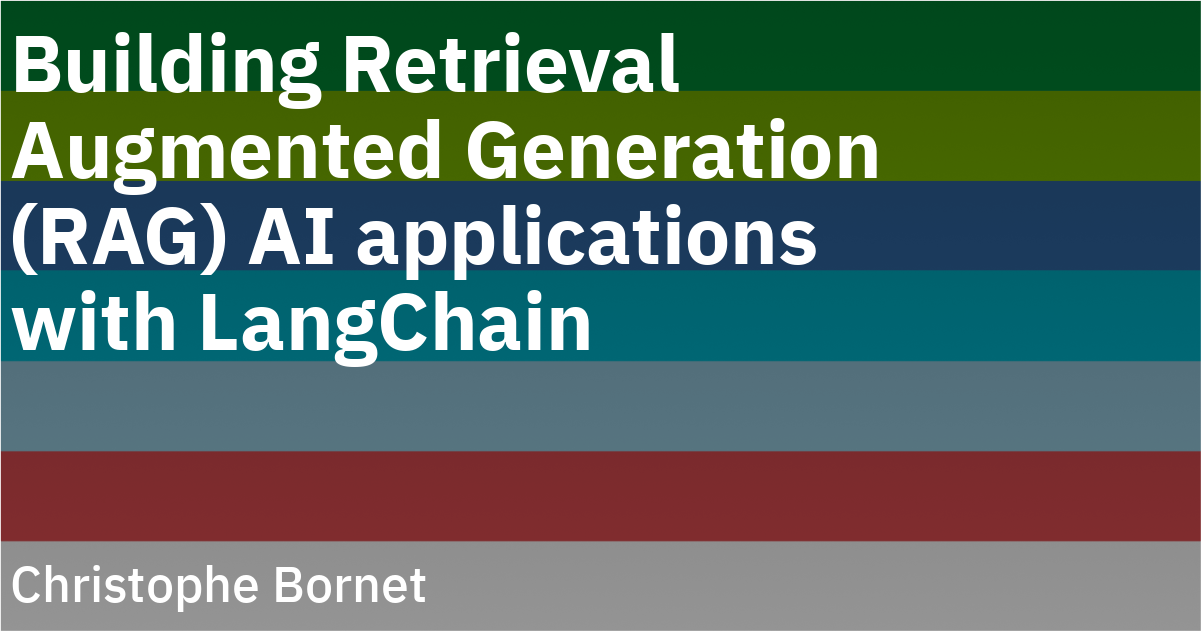 Building Retrieval
Augmented Generation
(RAG) AI applications
with LangChain
Christophe Bornet